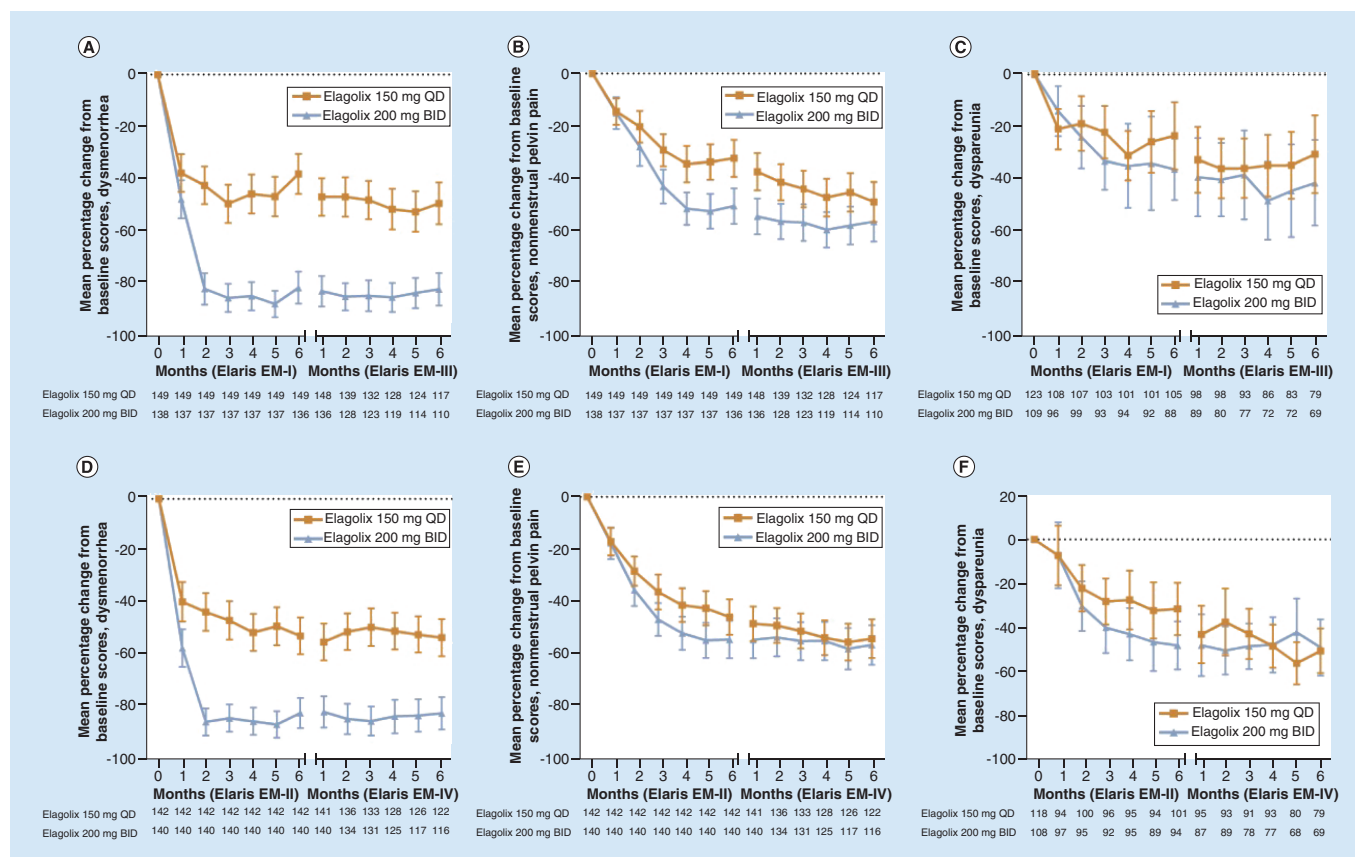 A
Mean percentage change from
baseline scores, dysmenorrhea
0
-20
-40
-60
-80
-100
Elagolix 150 mg QD
Elagolix 200 mg BID
0 1 2 3 4 5 6 1 2 3 4 5 6
Months (Elaris EM-I) Months (Elaris EM-III)
Elagolix 150 mg QD 149 149 149 149 149 149 149 148 139 132 128 124 117
Elagolix 200 mg BID 138 137 137 137 137 137 136 136 128 123 119 114 110
B
Mean percentage change from baseline
scores, nonmenstrual pelvin pain
0
-20
-40
-60
-80
-100
Elagolix 150 mg QD
Elagolix 200 mg BID
0 1 2 3 4 5 6 1 2 3 4 5 6
Months (Elaris EM-I) Months (Elaris EM-III)
Elagolix 150 mg QD 149 149 149 149 149 149 149 148 139 132 128 124 117
Elagolix 200 mg BID 138 137 137 137 137 137 136 136 128 123 119 114 110
C
Mean percentage change from
baseline scores, dyspareunia
0
-20
-40
-60
-80
-100
Elagolix 150 mg QD
Elagolix 200 mg BID
0 1 2 3 4 5 6 1 2 3 4 5 6
Months (Elaris EM-I) Months (Elaris EM-III)
Elagolix 150 mg QD 123 108 107 103 101 101 105 98 98 93 86 83 79
Elagolix 200 mg BID 109 96 99 93 94 92 88 89 80 77 72 72 69
D
Mean percentage change from
baseline scores, dysmenorrhea
0
-20
-40
-60
-80
-100
Elagolix 150 mg QD
Elagolix 200 mg BID
0 1 2 3 4 5 6 1 2 3 4 5 6
Months (Elaris EM-II) Months (Elaris EM-IV)
Elagolix 150 mg QD 142 142 142 142 142 142 142 141 136 133 128 126 122
Elagolix 200 mg BID 140 140 140 140 140 140 140 140 134 131 125 117 116
E
Mean percentage change from baseline
scores, nonmenstrual pelvin pain
0
-20
-40
-60
-80
-100
Elagolix 150 mg QD
Elagolix 200 mg BID
0 1 2 3 4 5 6 1 2 3 4 5 6
Months (Elaris EM-II) Months (Elaris EM-IV)
Elagolix 150 mg QD 142 142 142 142 142 142 142 141 136 133 128 126 122
Elagolix 200 mg BID 140 140 140 140 140 140 140 140 134 131 125 117 116
F
Mean percentage change from
baseline scores, dyspareunia
20
0
-20
-40
-60
-80
-100
Elagolix 150 mg QD
Elagolix 200 mg BID
0 1 2 3 4 5 6 1 2 3 4 5 6
Months (Elaris EM-II) Months (Elaris EM-IV)
Elagolix 150 mg QD 118 94 100 96 95 94 101 95 93 91 93 80 79
Elagolix 200 mg BID 108 97 95 92 95 89 94 87 89 78 77 68 69